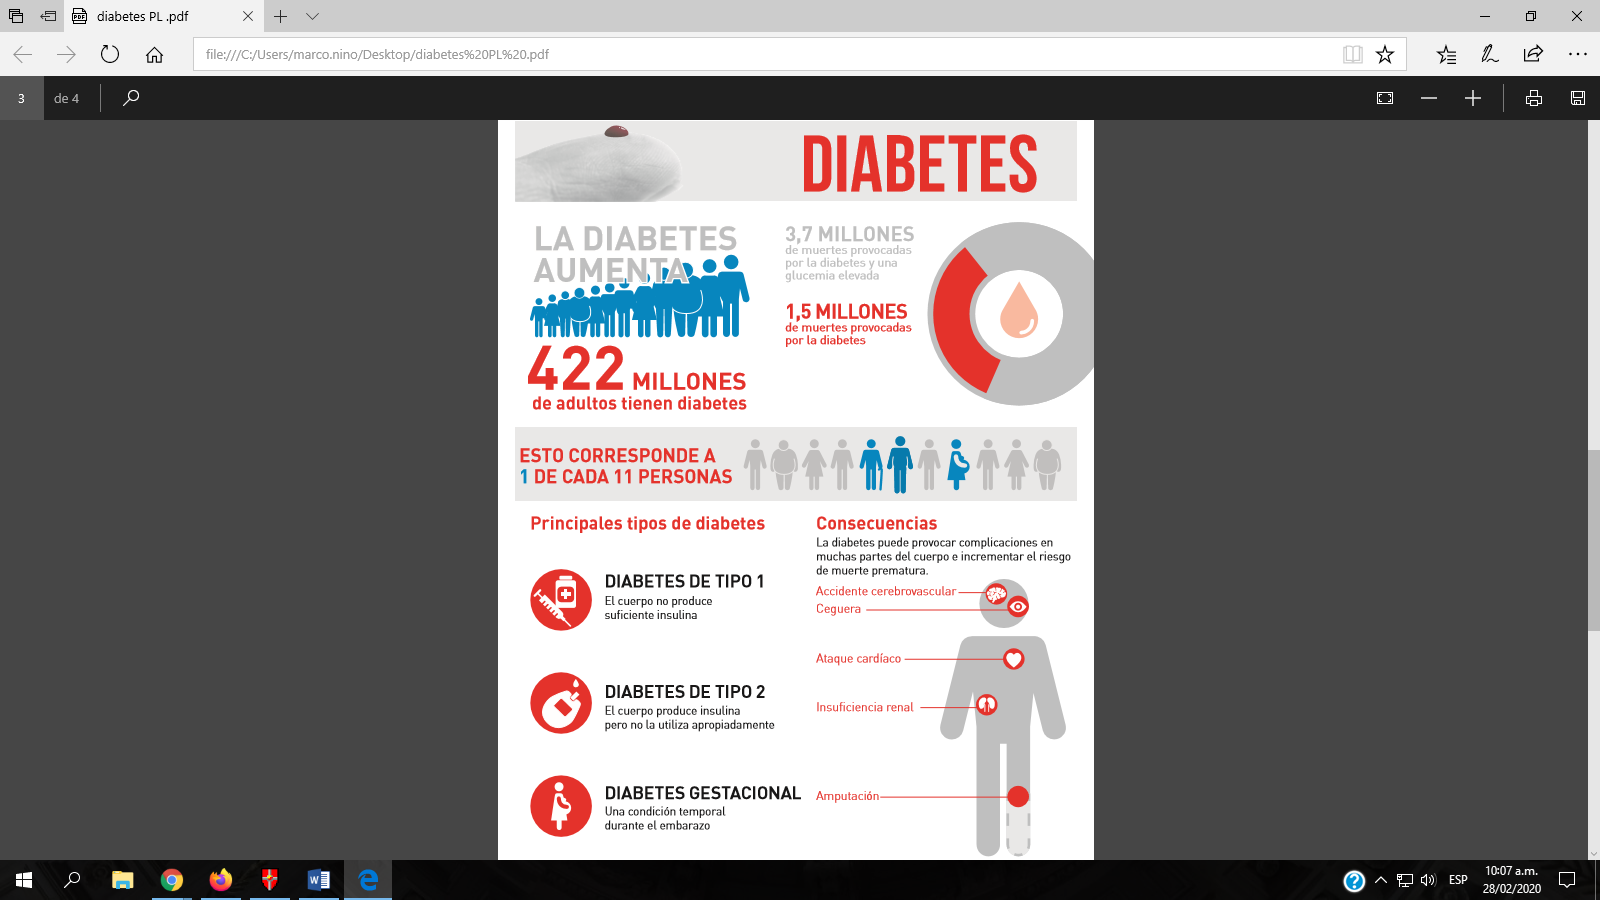 diabetes PL .pdf
file:///C:/Users/marco.nino/Desktop/diabetes%20PL%20.pdf
3 de 4
DIABETES
LA DIABETES
AUMENTA
422 MILLONES
de adultos tienen diabetes
3,7 MILLONES
de muertes provocadas
por la diabetes y una
glucemia elevada
1,5 MILLONES
de muertes provocadas
por la diabetes
ESTO CORRESPONDE A
1 DE CADA 11 PERSONAS
Principales tipos de diabetes
DIABETES DE TIPO 1
El cuerpo no produce
suficiente insulina
DIABETES DE TIPO 2
El cuerpo produce insulina
pero no la utiliza apropiadamente
DIABETES GESTACIONAL
Una condición temporal
durante el embarazo
Consecuencias
La diabetes puede provocar complicaciones en
muchas partes del cuerpo e incrementar el riesgo
de muerte prematura.
Accidente cerebrovascular
Ceguera
Ataque cardíaco
Insuficiencia renal
Amputación
ESP
10:07 a.m.
28/02/2020